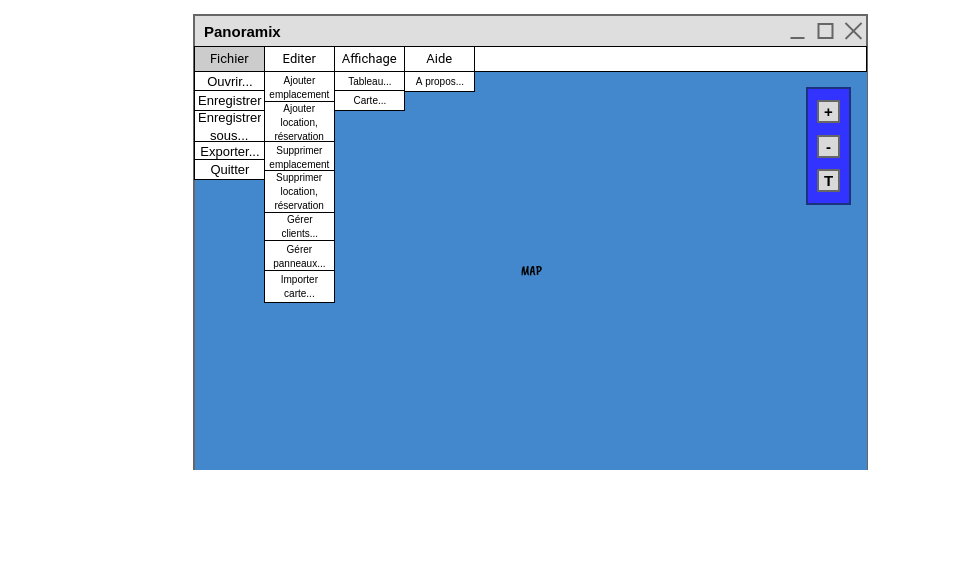 Panoramix
Fichier Editer Affichage Aide
Ouvrir...
Enregistrer
Enregistrer
sous...
Exporter...
Quitter
Ajouter
emplacement
Ajouter
location,
réservation
Supprimer
emplacement
Supprimer
location,
réservation
Gérer
clients...
Gérer
panneaux...
Importer
carte...
Tableau...
Carte...
A propos...
+
-
T
MAP